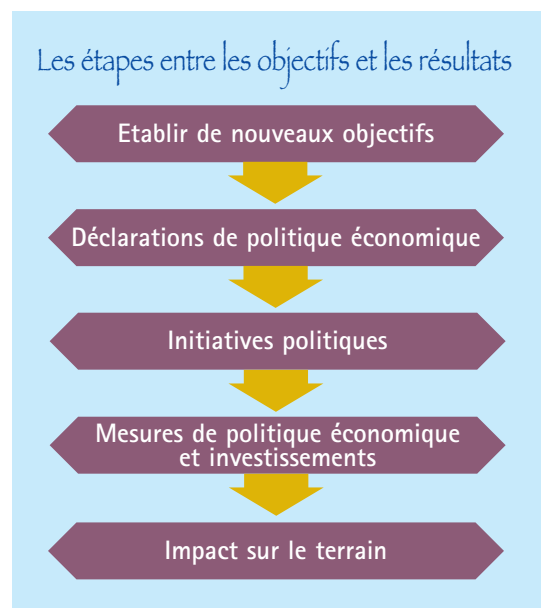 Les étapes entre les objectifs et les résultats
Etablir de nouveaux objectifs
Déclarations de politique économique
Initiatives politiques
Mesures de politique économique
et investissements
Impact sur le terrain